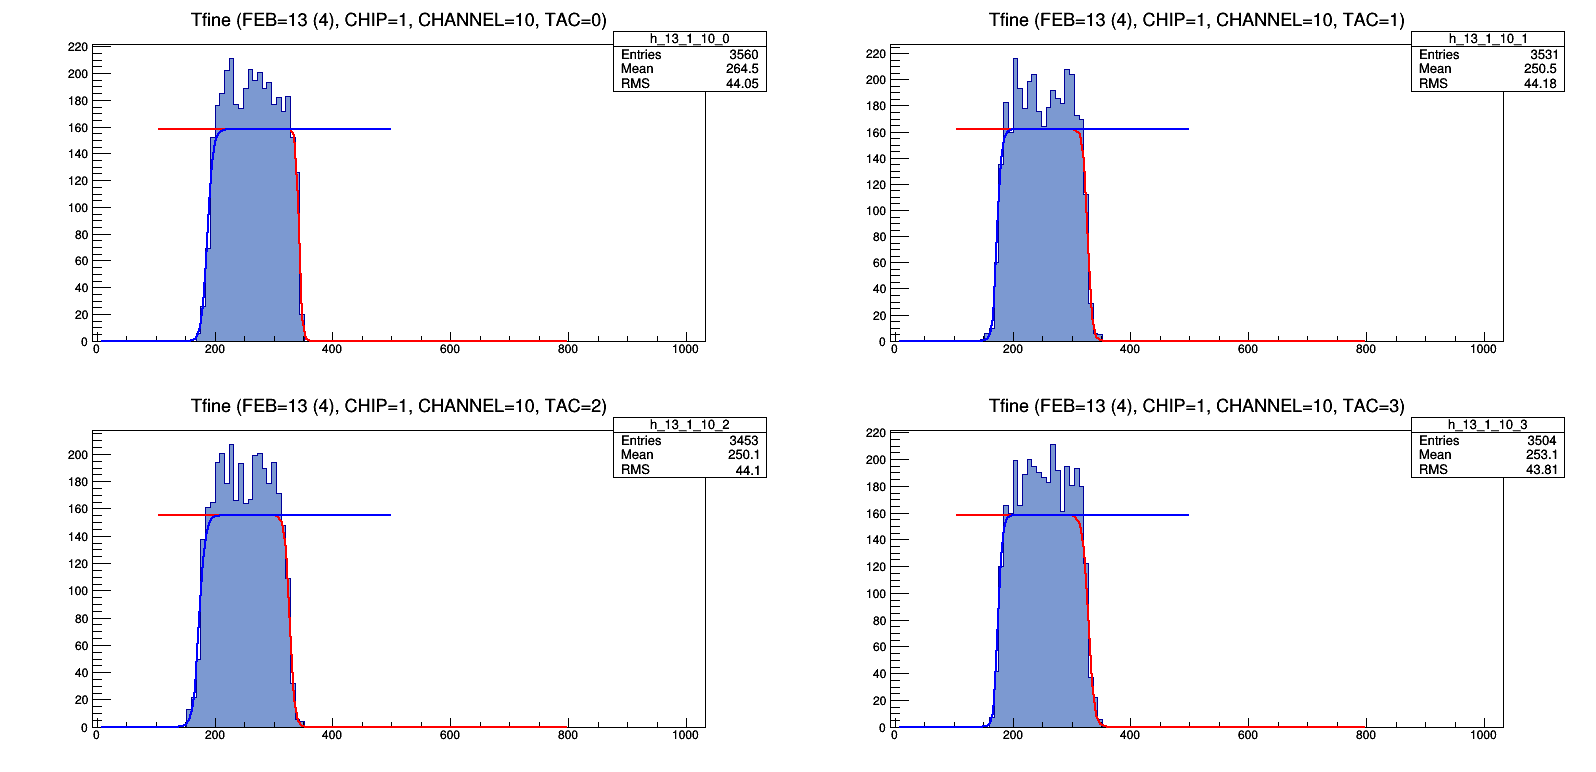 Tfine (FEB=13 (4), CHIP=1, CHANNEL=10, TAC=0)
h_13_1_10_0
Entries 3560
Mean 264.5
RMS 44.05
220
200
180
160
140
120
100
80
60
40
20
0
0 200 400 600 800 1000
Tfine (FEB=13 (4), CHIP=1, CHANNEL=10, TAC=1)
h_13_1_10_1
Entries 3531
Mean 250.5
RMS 44.18
220
200
180
160
140
120
100
80
60
40
20
0
0 200 400 600 800 1000
Tfine (FEB=13 (4), CHIP=1, CHANNEL=10, TAC=2)
h_13_1_10_2
Entries 3453
Mean 250.1
RMS 44.1
200
180
160
140
120
100
80
60
40
20
0
0 200 400 600 800 1000
Tfine (FEB=13 (4), CHIP=1, CHANNEL=10, TAC=3)
h_13_1_10_3
Entries 3504
Mean 253.1
RMS 43.81
220
200
180
160
140
120
100
80
60
40
20
0
0 200 400 600 800 1000